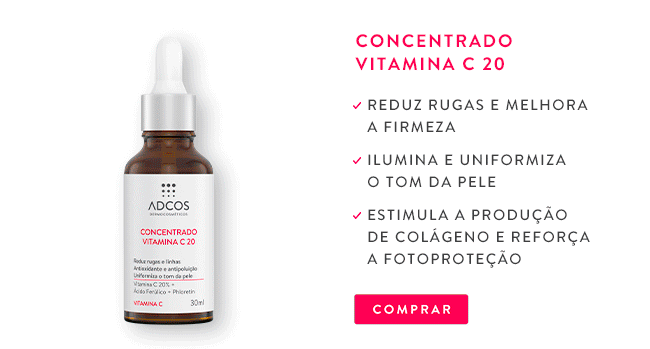 ADCOS
DERMOCOSMÉTICOS
CONCENTRADO
VITAMINA C 20
Reduz rugas e linhas
Antioxidante e antipoluição
Uniformiza o tom da pele
Vitamina C 20% +
Ácido Ferúlico + Phloretin
VITAMINA C 30ml
CONCENTRADO
VITAMINA C 20
REDUZ RUGAS E MELHORA
A FIRMEZA
ILUMINA E UNIFORMIZA
O TOM DA PELE
ESTIMULA A PRODUÇÃO
DE COLÁGENO E REFORÇA
A FOTOPROTEÇÃO
COMPRAR